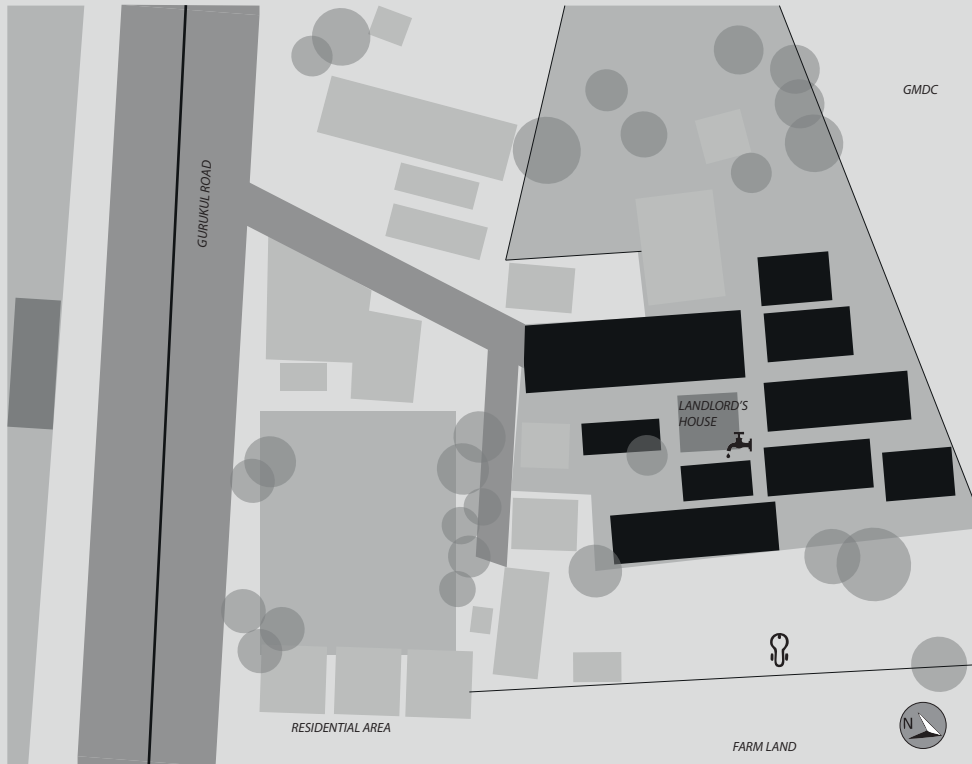 GMDC
GURUKUL ROAD
LANDLORD'S
HOUSE
RESIDENTIAL AREA
N
FARM LAND